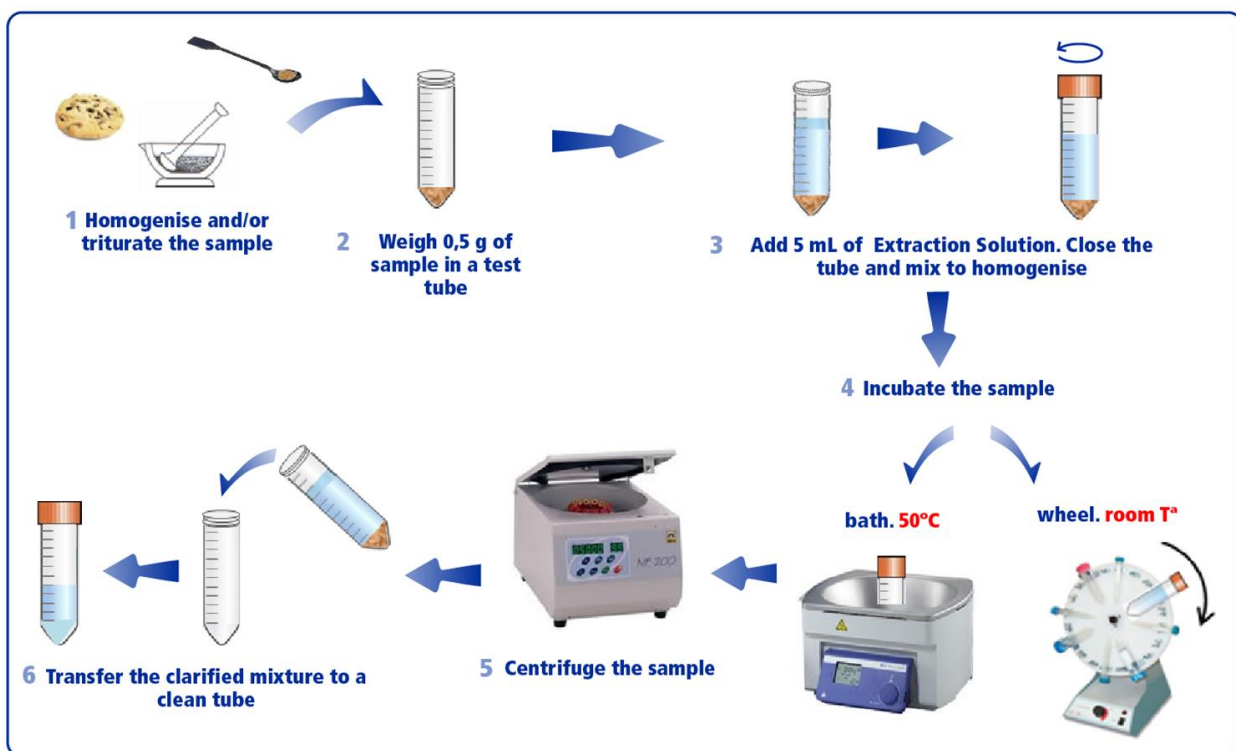 1 Homogenise and/or
triturate the sample
2 Weigh 0,5 g of
sample in a test
tube
3 Add 5 mL of Extraction Solution. Close the
tube and mix to homogenise
4 Incubate the sample
bath. 50ºC
wheel. room Tª
5 Centrifuge the sample
NF 200
6 Transfer the clarified mixture to a
clean tube